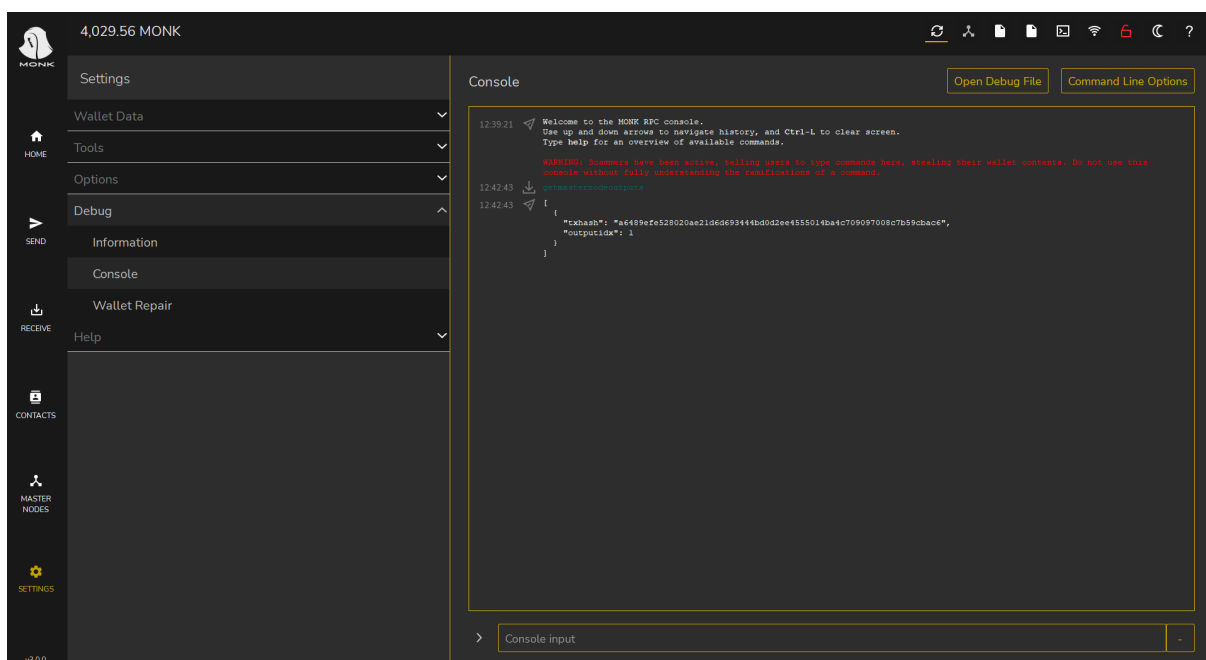 4,029.56 MONK
?
MONK
HOME
SEND
RECEIVE
CONTACTS
MASTER
NODES
SETTINGS
Settings
Wallet Data
Tools
Options
Debug
Information
Console
Wallet Repair
Help
Console
Open Debug File
Command Line Options
12:39:21
Welcome to the MONK RPC console.
Use up and down arrows to navigate history, and Ctrl-L to clear screen.
Type help for an overview of available commands.
WARNING: Scammers have been active, telling users to type commands here, stealing their wallet contents. Do not use this
console without fully understanding the ramifications of a command.
12:42:43
getmasternodeoutputs
12:42:43
[
{
"txhash": "a6489efe528020ae21d6d693444bd0d2ee4555014ba4c709097008c7b59cbac6",
"outputidx": 1
}
]
Console input
-